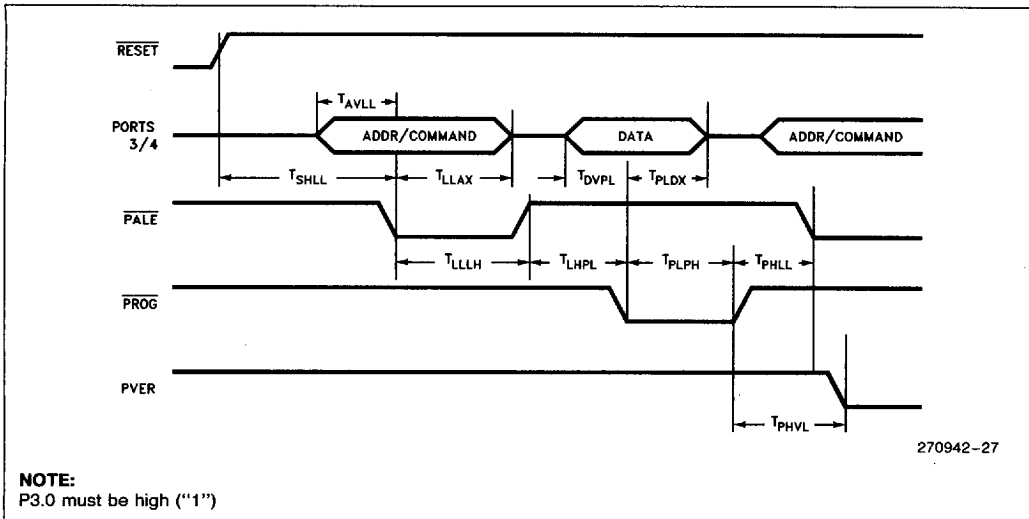 RESET
T_AVLL
PORTS
3/4
ADDR/COMMAND
DATA
ADDR/COMMAND
T_SHLL
T_LLAX
T_DVPL
T_PLDX
PALE
T_LLLH
T_LHPL
T_PLPH
T_PHLL
PROG
PVER
T_PHVL
270942-27
NOTE:
P3.0 must be high ("1")